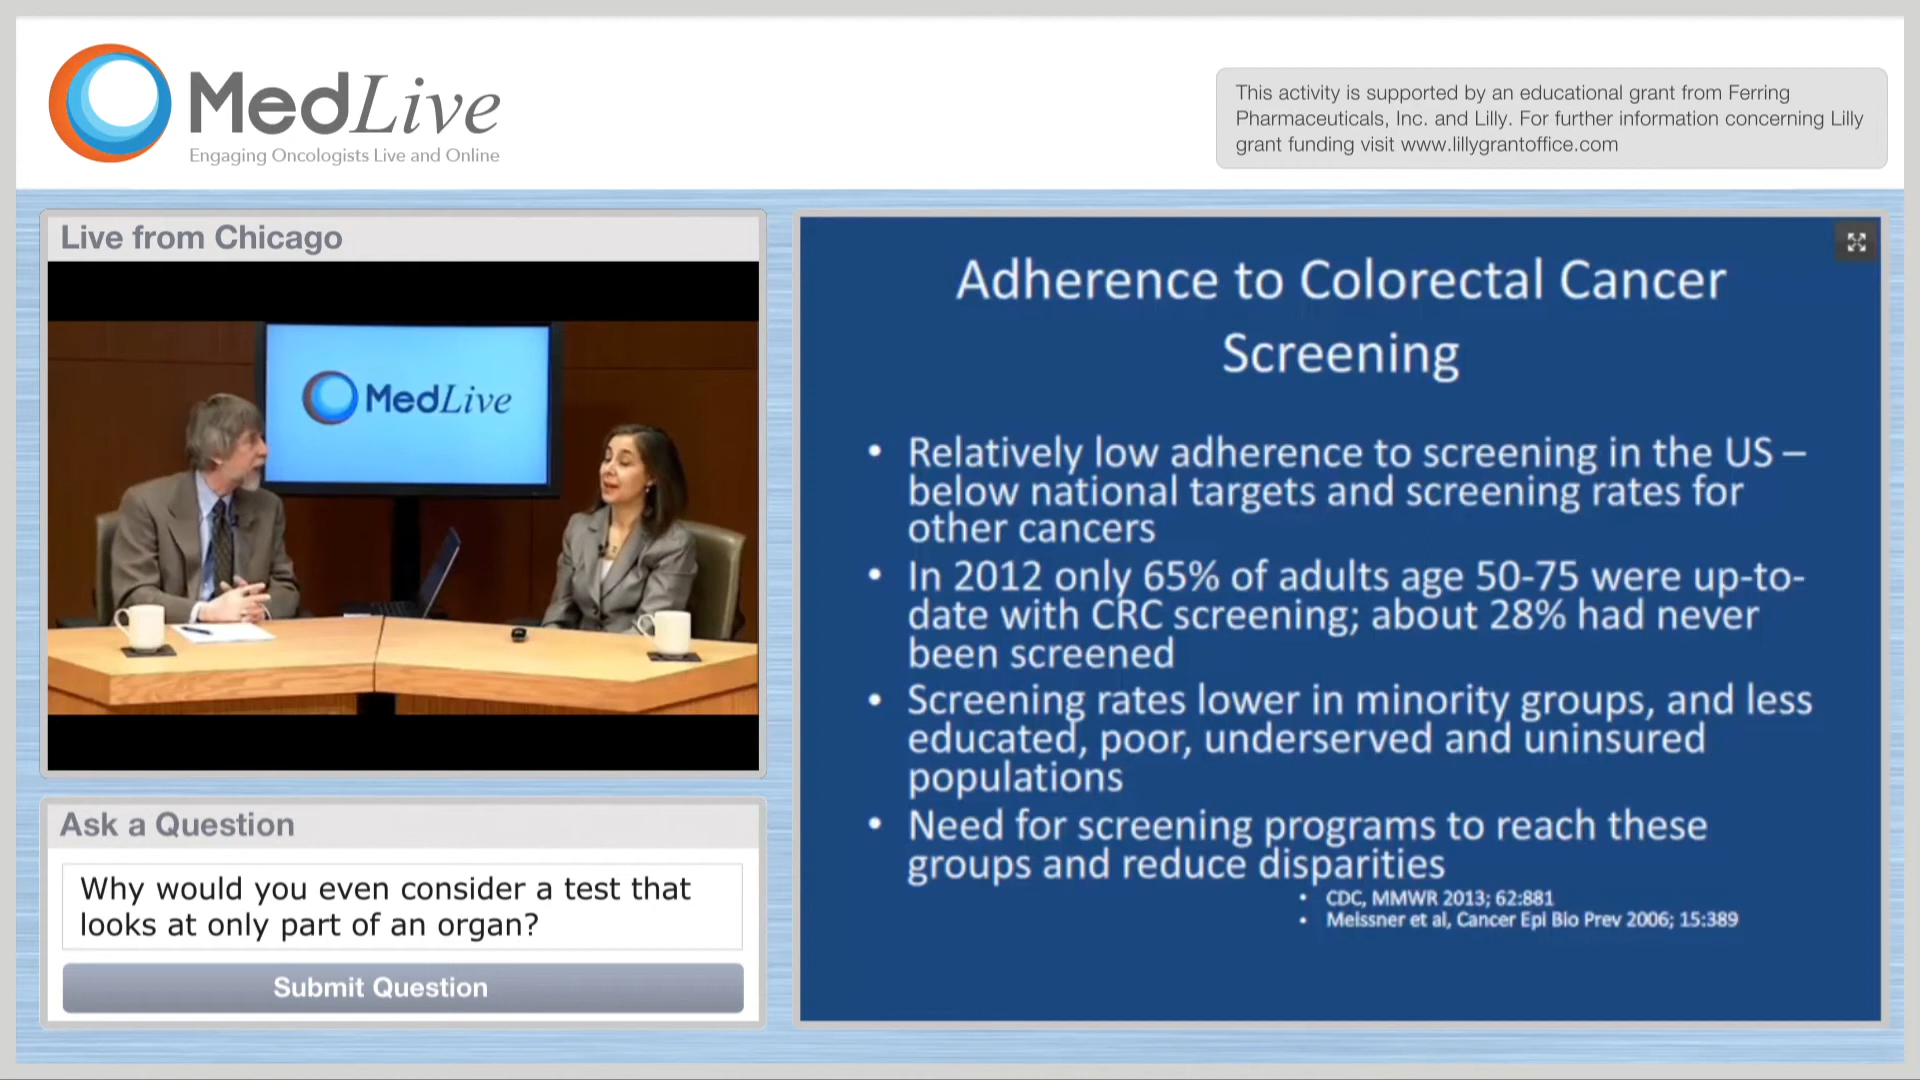 MedLive
Engaging Oncologists Live and Online
This activity is supported by an educational grant from Ferring
Pharmaceuticals, Inc. and Lilly. For further information concerning Lilly
grant funding visit www.lillygrantoffice.com
Live from Chicago
MedLive
Ask a Question
Why would you even consider a test that
looks at only part of an organ?
Submit Question
Adherence to Colorectal Cancer
Screening
• Relatively low adherence to screening in the US –
below national targets and screening rates for
other cancers
• In 2012 only 65% of adults age 50-75 were up-to-
date with CRC screening; about 28% had never
been screened
• Screening rates lower in minority groups, and less
educated, poor, underserved and uninsured
populations
• Need for screening programs to reach these
groups and reduce disparities
• CDC, MMWR 2013; 62:881
• Meissner et al, Cancer Epi Bio Prev 2006; 15:389